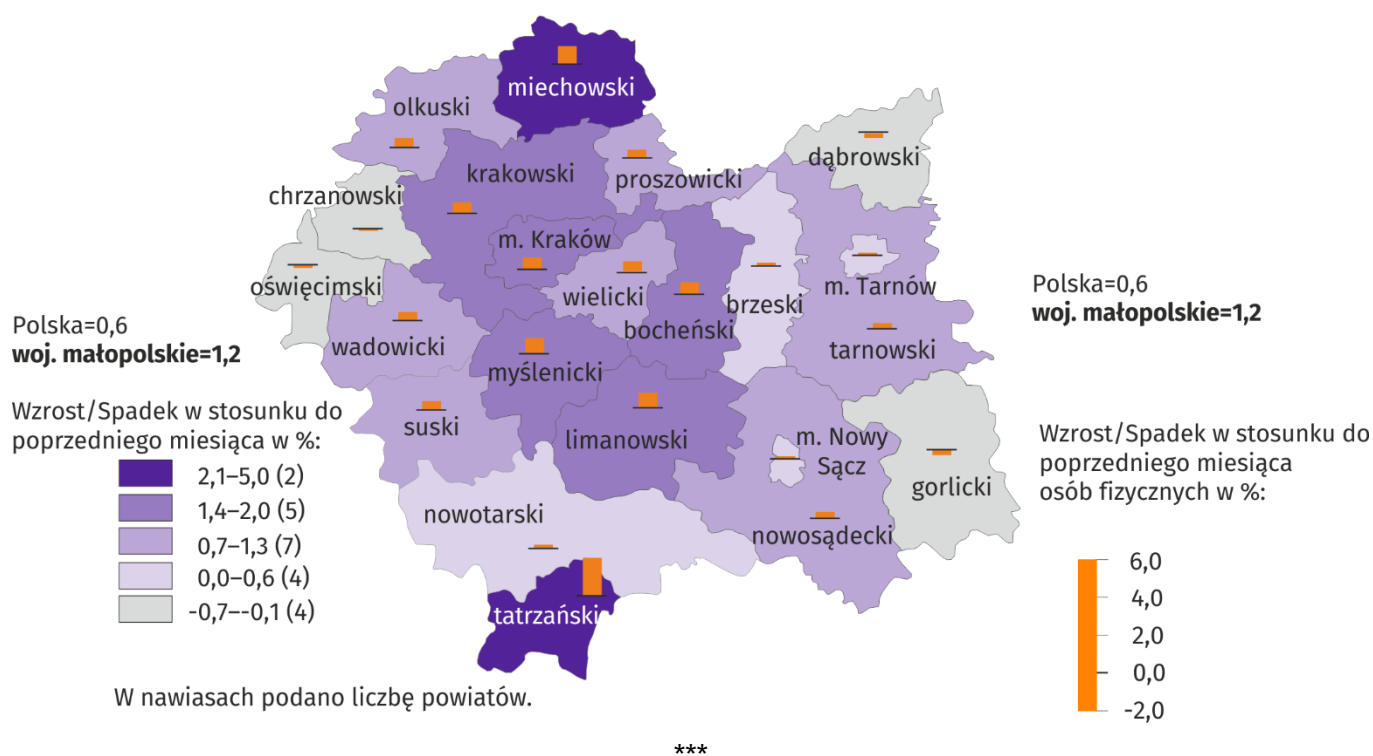 miechowski
olkuski
dąbrowski
krakowski
proszowicki
chrzanowski
m. Kraków
oświęcimski
wielicki
brzeski
m. Tarnów
bocheński
wadowicki
tarnowski
myślenicki
suski
limanowski
m. Nowy
Sącz
gorlicki
nowotarski
nowosądecki
tatrzański
Polska=0,6
woj. małopolskie=1,2
Wzrost/Spadek w stosunku do
poprzedniego miesiąca w %:
2,1–5,0 (2)
1,4–2,0 (5)
0,7–1,3 (7)
0,0–0,6 (4)
-0,7–-0,1 (4)
W nawiasach podano liczbę powiatów.
Polska=0,6
woj. małopolskie=1,2
Wzrost/Spadek w stosunku do
poprzedniego miesiąca
osób fizycznych w %:
6,0
4,0
2,0
0,0
-2,0
***